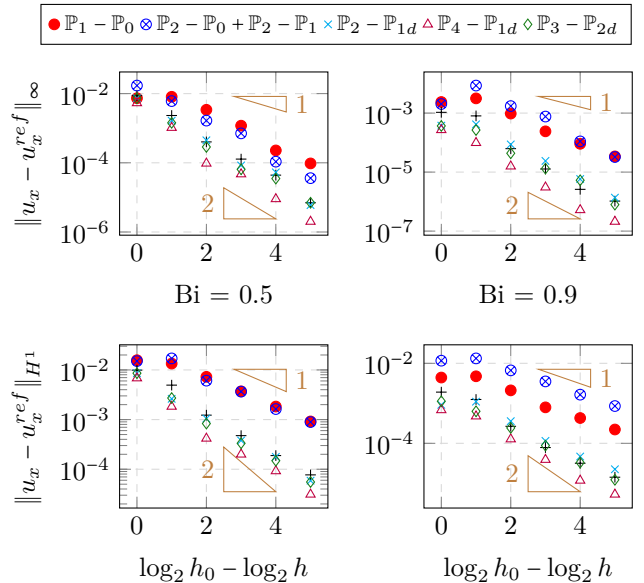 ℙ₁ − ℙ₀ ℙ₂ − ℙ₀ ℙ₂ − ℙ₁ ℙ₂ − ℙ₁d ℙ₄ − ℙ₁d ℙ₃ − ℙ₂d
‖uₓ − uₓ^{ref}‖_∞
10⁻²
10⁻⁴
10⁻⁶
1
2
0 2 4
Bi = 0.5
10⁻³
10⁻⁵
10⁻⁷
1
2
0 2 4
Bi = 0.9
‖uₓ − uₓ^{ref}‖_{H¹}
10⁻²
10⁻³
10⁻⁴
1
2
0 2 4
log₂ h₀ − log₂ h
10⁻²
10⁻⁴
1
2
0 2 4
log₂ h₀ − log₂ h